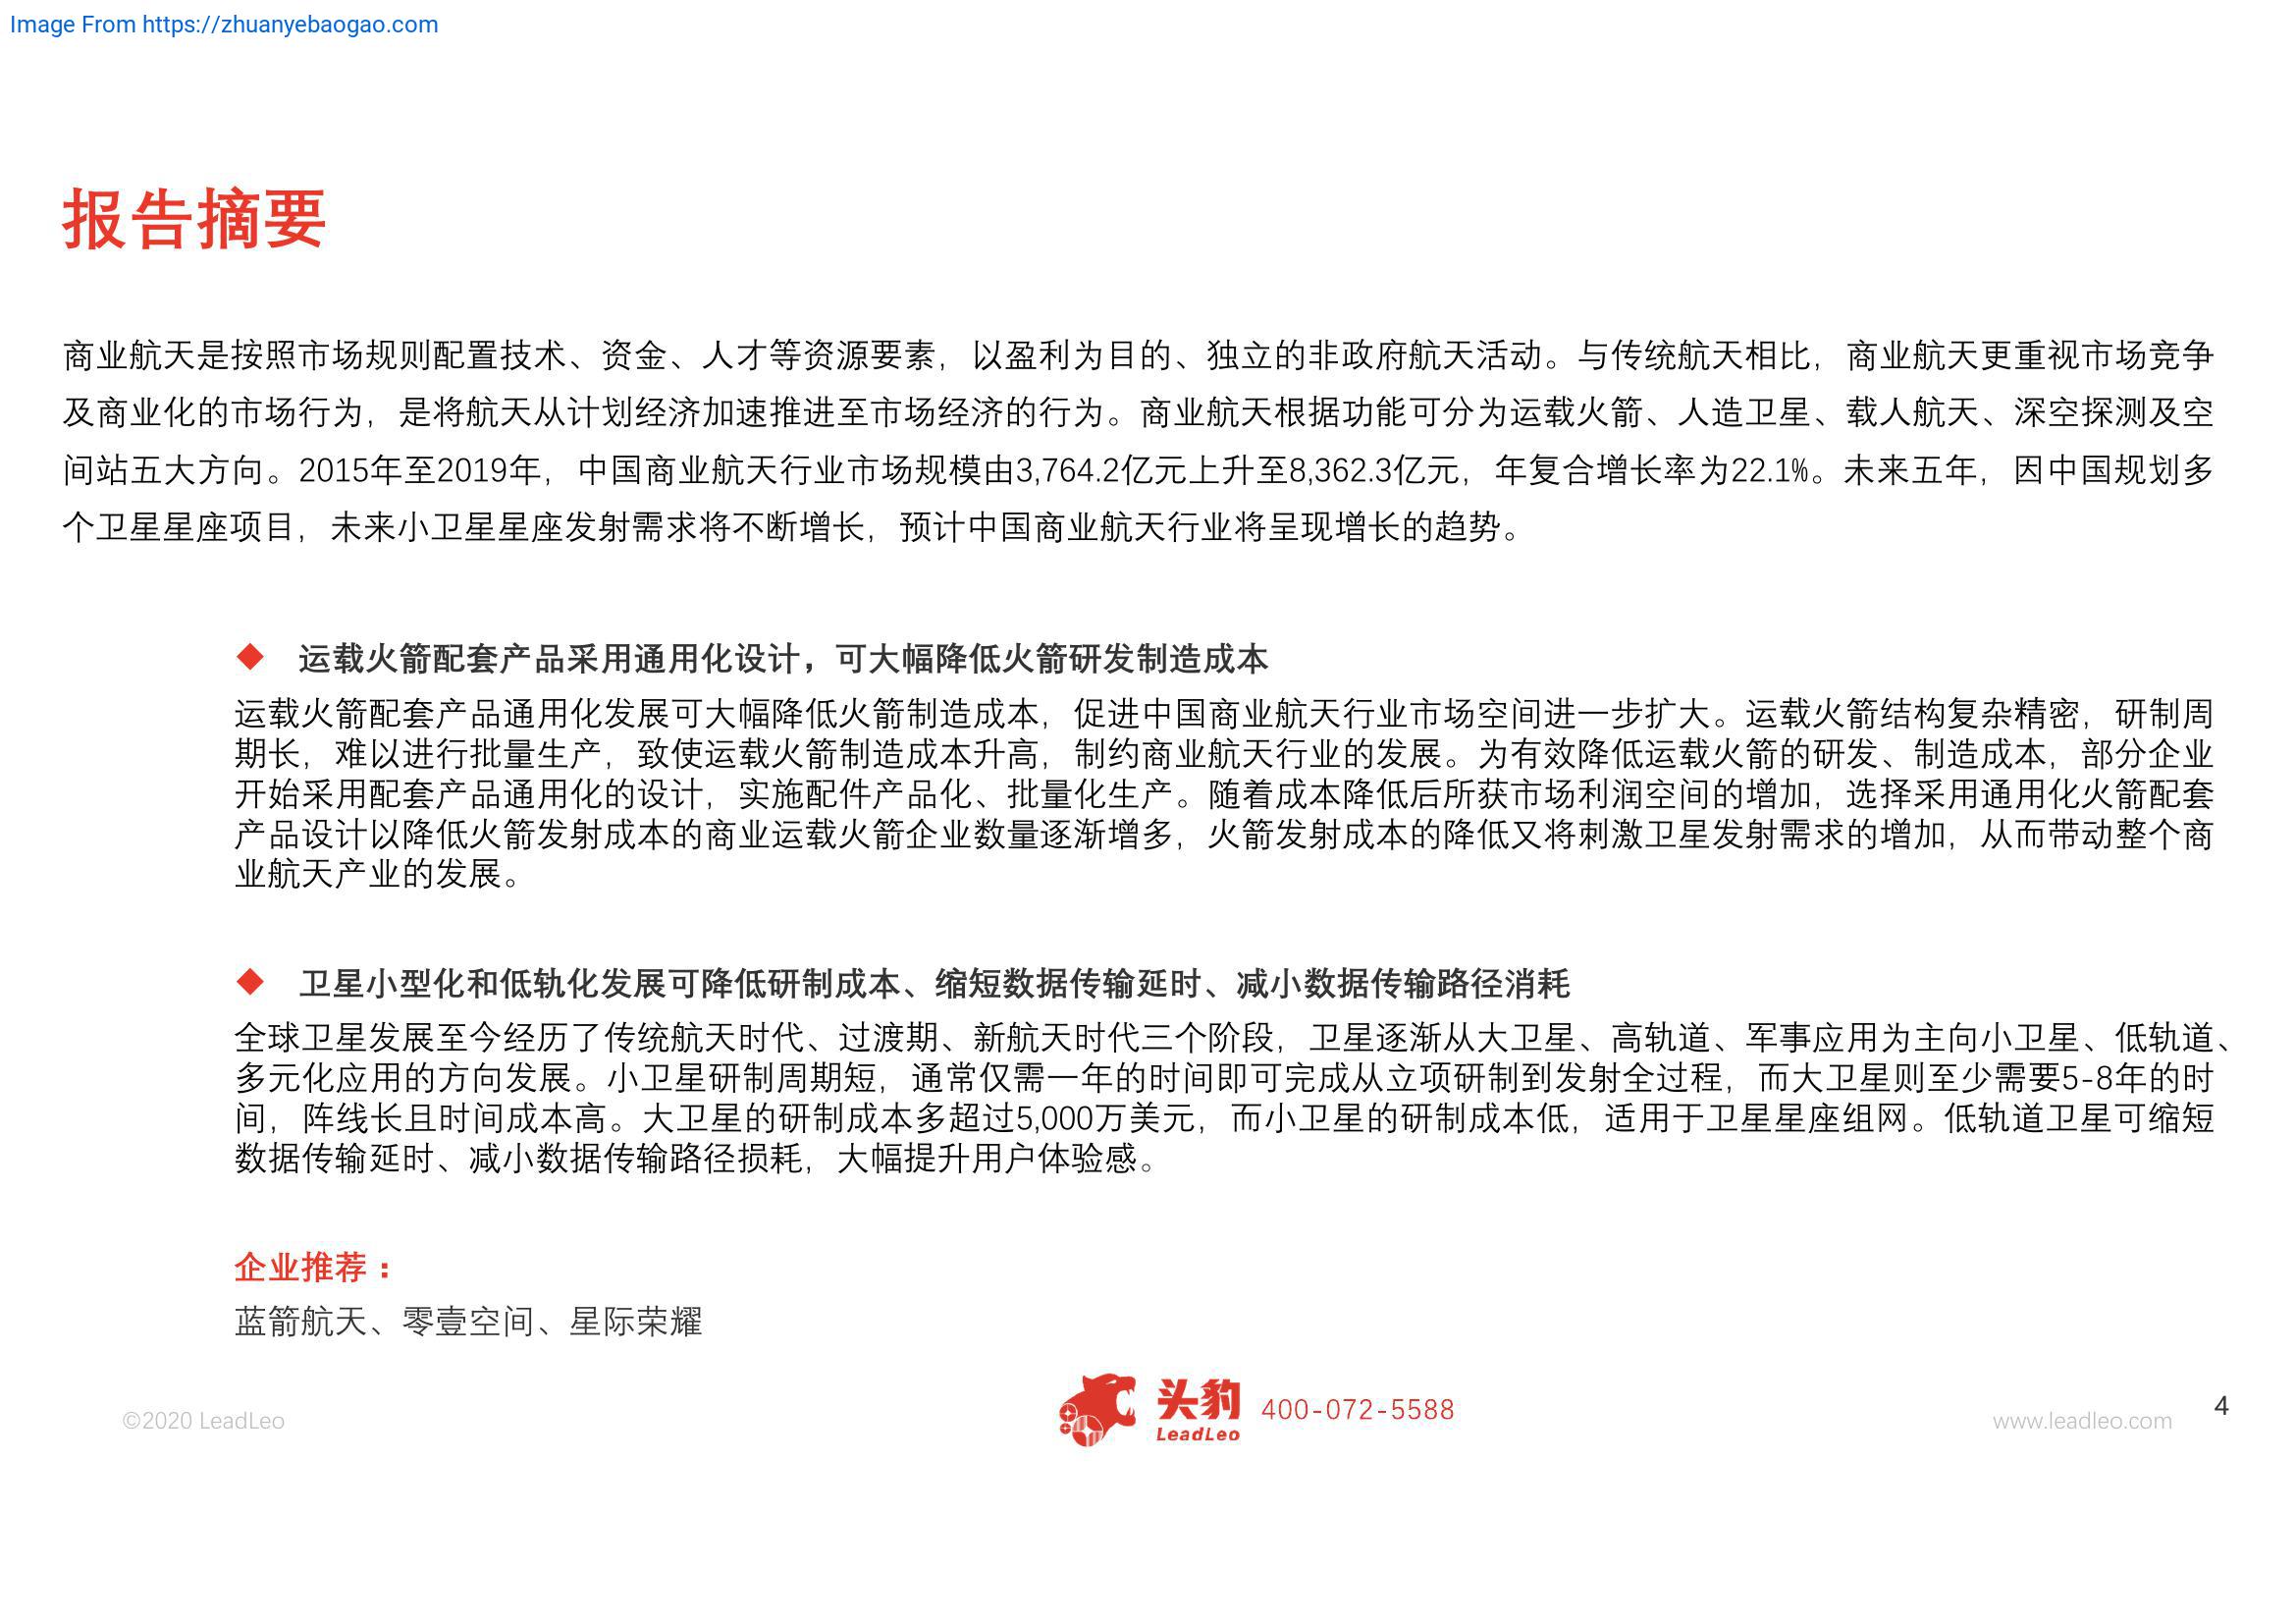 Image From https://zhuanyebaogao.com
报告摘要
商业航天是按照市场规则配置技术、资金、人才等资源要素，以盈利为目的、独立的非政府航天活动。与传统航天相比，商业航天更重视市场竞争
及商业化的市场行为，是将航天从计划经济加速推进至市场经济的行为。商业航天根据功能可分为运载火箭、人造卫星、载人航天、深空探测及空
间站五大方向。2015年至2019年，中国商业航天行业市场规模由3,764.2亿元上升至8,362.3亿元，年复合增长率为22.1%。未来五年，因中国规划多
个卫星星座项目，未来小卫星星座发射需求将不断增长，预计中国商业航天行业将呈现增长的趋势。
◆ 运载火箭配套产品采用通用化设计，可大幅降低火箭研发制造成本
运载火箭配套产品通用化发展可大幅降低火箭制造成本，促进中国商业航天行业市场空间进一步扩大。运载火箭结构复杂精密，研制周
期长，难以进行批量生产，致使运载火箭制造成本升高，制约商业航天行业的发展。为有效降低运载火箭的研发、制造成本，部分企业
开始采用配套产品通用化的设计，实施配件产品化、批量化生产。随着成本降低后所获市场利润空间的增加，选择采用通用化火箭配套
产品设计以降低火箭发射成本的商业运载火箭企业数量逐渐增多，火箭发射成本的降低又将刺激卫星发射需求的增加，从而带动整个商
业航天产业的发展。
◆ 卫星小型化和低轨化发展可降低研制成本、缩短数据传输延时、减小数据传输路径消耗
全球卫星发展至今经历了传统航天时代、过渡期、新航天时代三个阶段，卫星逐渐从大卫星、高轨道、军事应用为主向小卫星、低轨道、
多元化应用的方向发展。小卫星研制周期短，通常仅需一年的时间即可完成从立项研制到发射全过程，而大卫星则至少需要5-8年的时
间，阵线长且时间成本高。大卫星的研制成本多超过5,000万美元，而小卫星的研制成本低，适用于卫星星座组网。低轨道卫星可缩短
数据传输延时、减小数据传输路径损耗，大幅提升用户体验感。
企业推荐：
蓝箭航天、零壹空间、星际荣耀
©2020 LeadLeo
头豹
LeadLeo
400-072-5588
www.leadleo.com
4